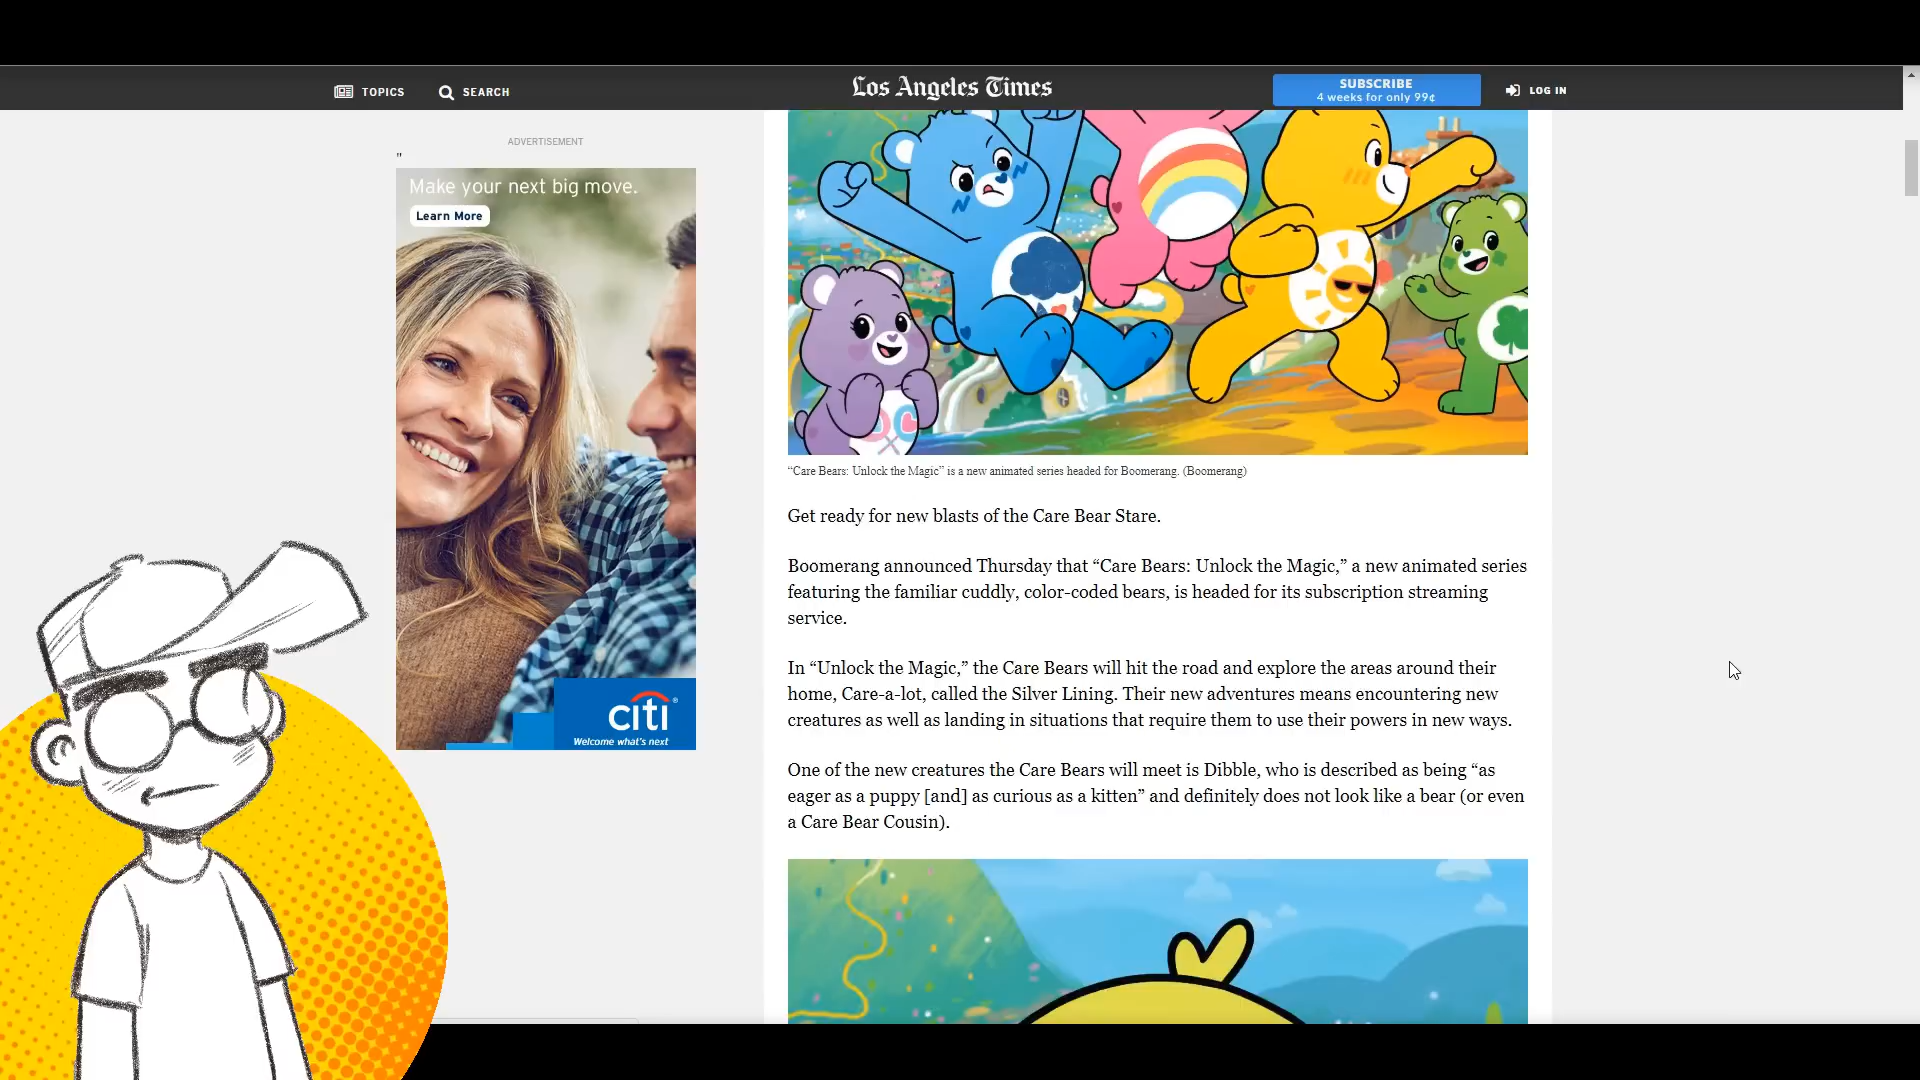 TOPICS
SEARCH
Los Angeles Times
SUBSCRIBE
4 weeks for only 99¢
LOG IN
ADVERTISEMENT
"
Make your next big move.
Learn More
citi®
Welcome what's next
“Care Bears: Unlock the Magic” is a new animated series headed for Boomerang. (Boomerang)
Get ready for new blasts of the Care Bear Stare.
Boomerang announced Thursday that “Care Bears: Unlock the Magic,” a new animated series
featuring the familiar cuddly, color-coded bears, is headed for its subscription streaming
service.
In “Unlock the Magic,” the Care Bears will hit the road and explore the areas around their
home, Care-a-lot, called the Silver Lining. Their new adventures means encountering new
creatures as well as landing in situations that require them to use their powers in new ways.
One of the new creatures the Care Bears will meet is Dibble, who is described as being “as
eager as a puppy [and] as curious as a kitten” and definitely does not look like a bear (or even
a Care Bear Cousin).